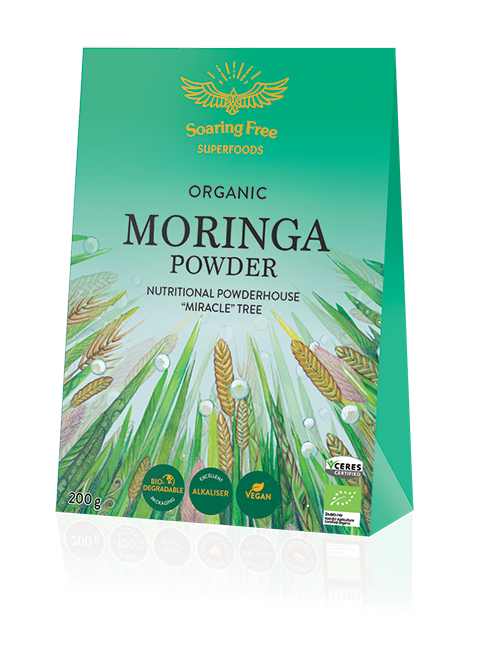 Soaring Free
SUPERFOODS
ORGANIC
MORINGA
POWDER
NUTRITIONAL POWDERHOUSE
"MIRACLE" TREE
BIO-
DEGRADABLE
PACKAGING
EXCELLENT
ALKALISER
VEGAN
200 g
CERES
CERTIFIED